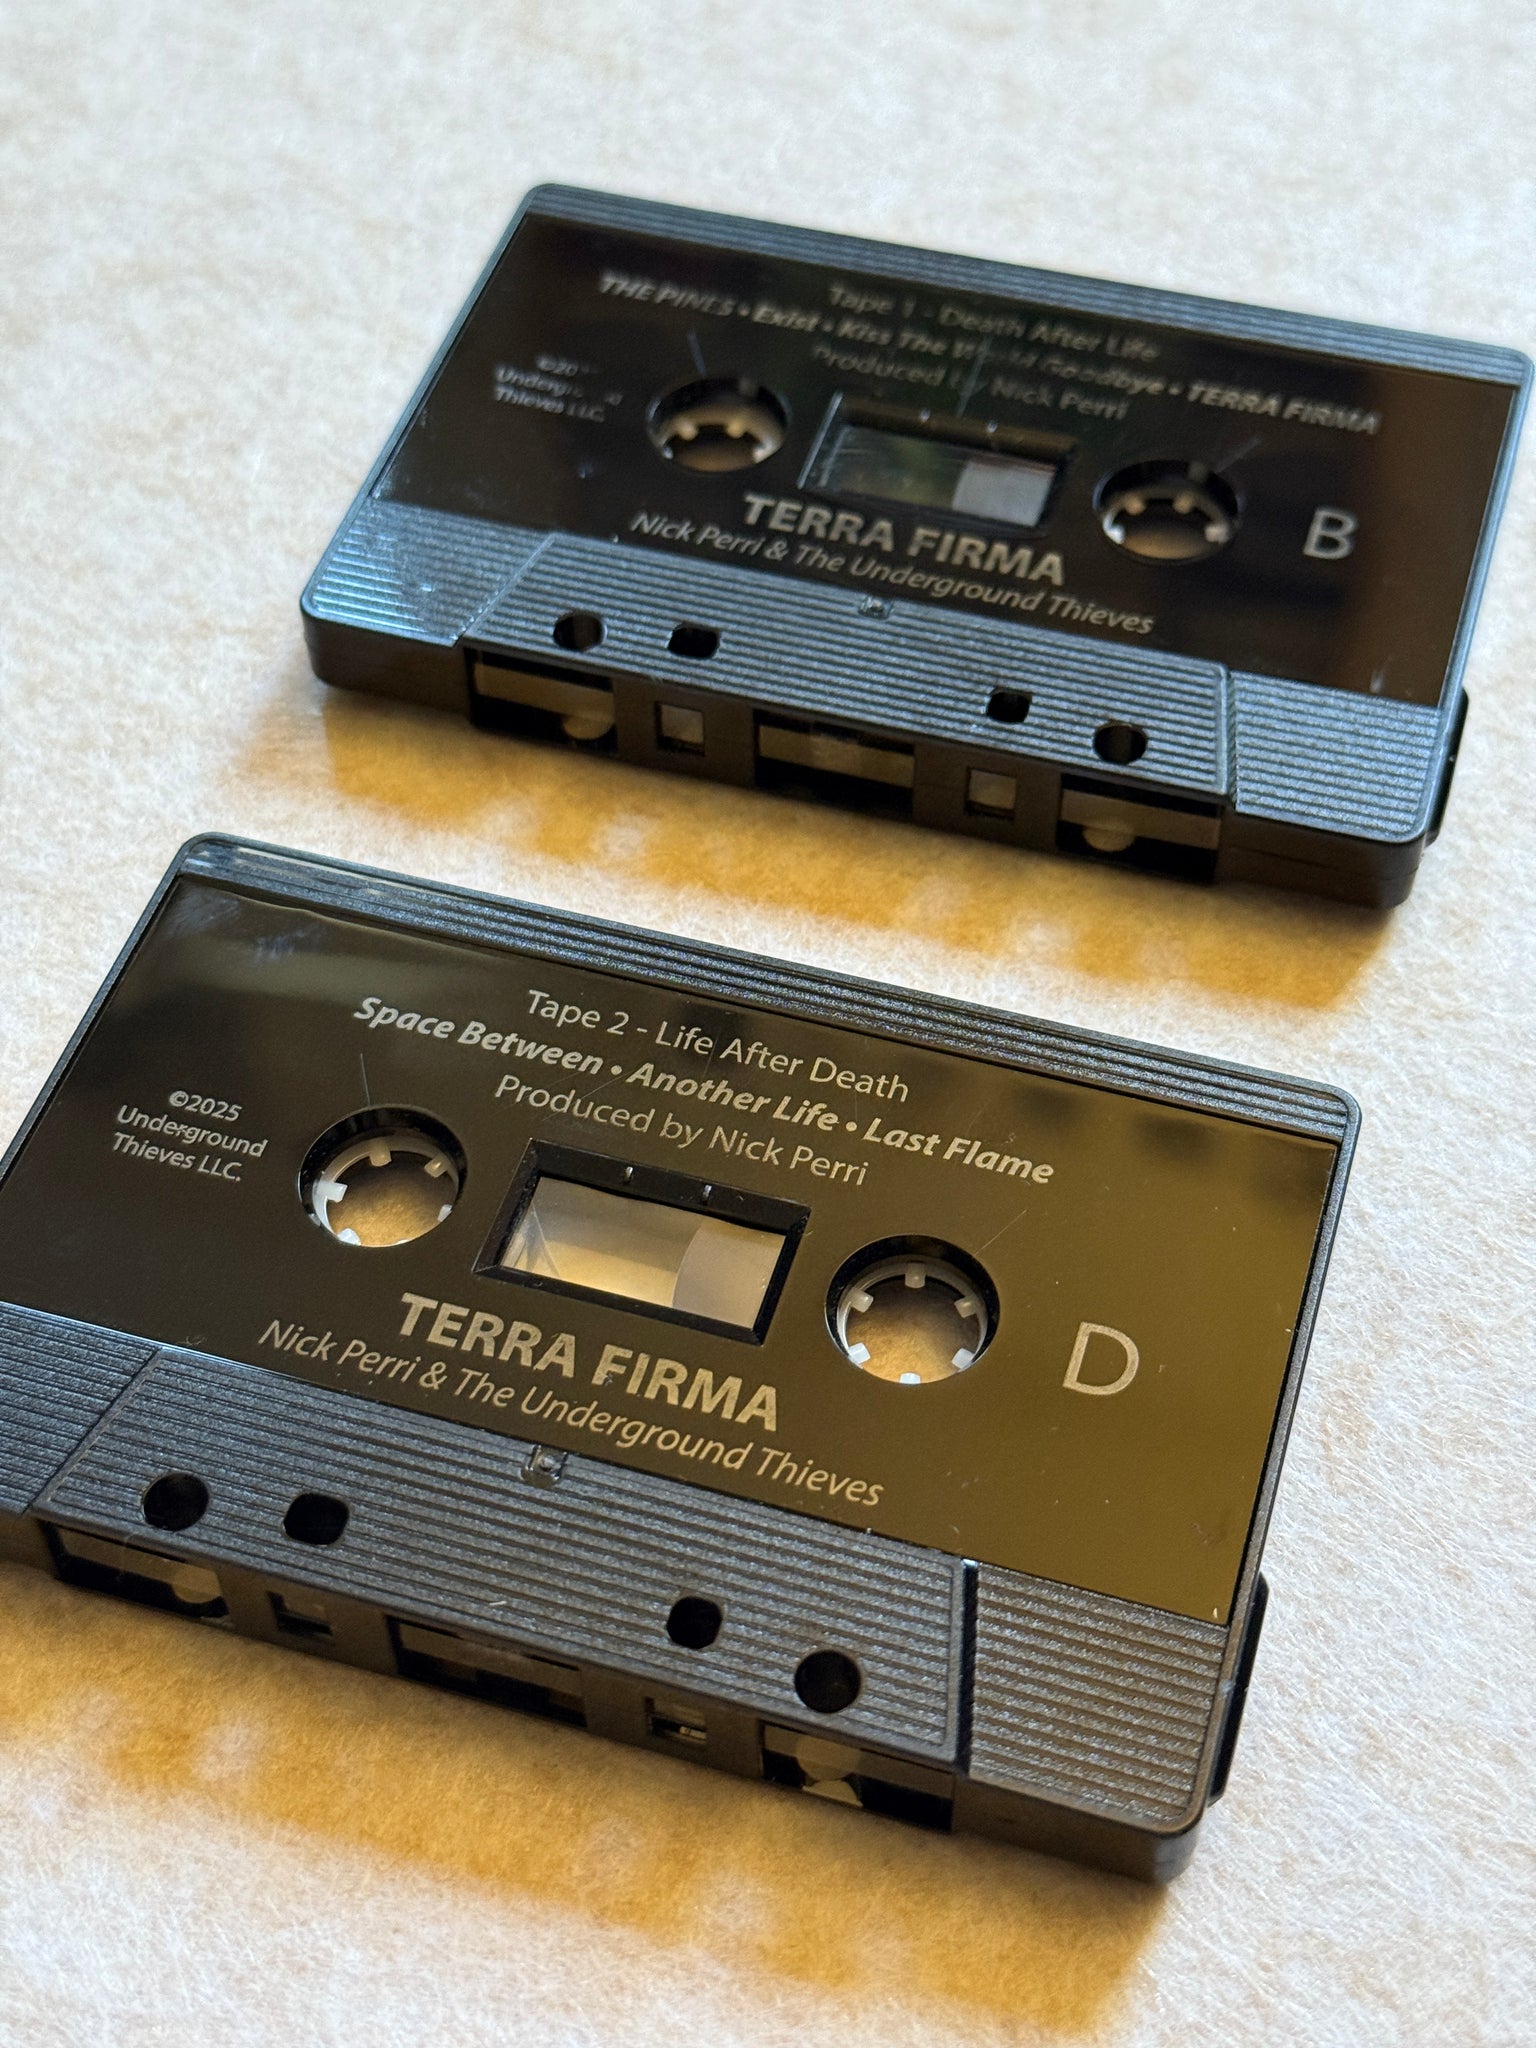 Tape 1 - Death After Life
THE PINES • Exist • Kiss The World Goodbye • TERRA FIRMA
Produced by Nick Perri
Underground
Thieves LLC.
B
TERRA FIRMA
Nick Perri & The Underground Thieves
Tape 2 - Life After Death
Space Between • Another Life • Last Flame
Produced by Nick Perri
©2025
Underground
Thieves LLC.
D
TERRA FIRMA
Nick Perri & The Underground Thieves